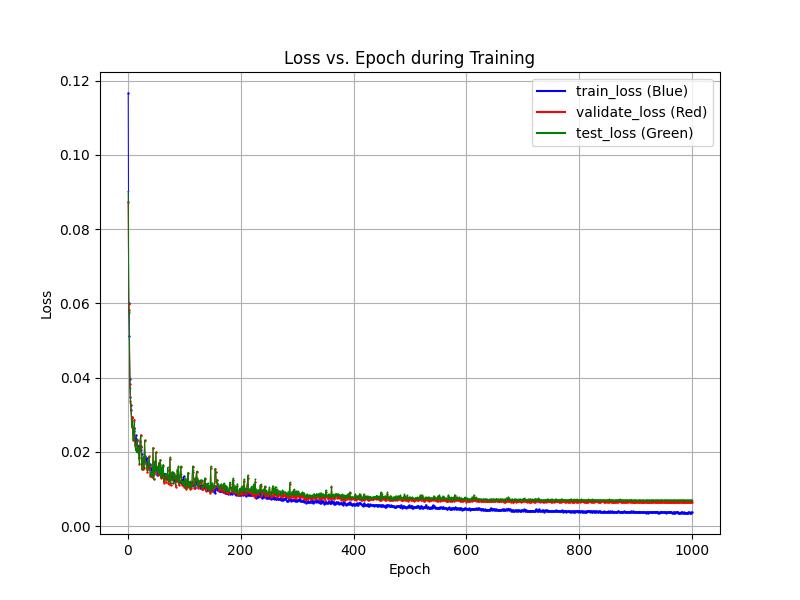 Loss vs. Epoch during Training
0.12
0.10
0.08
0.06
0.04
0.02
0.00
Loss
train_loss (Blue)
validate_loss (Red)
test_loss (Green)
0 200 400 600 800 1000
Epoch